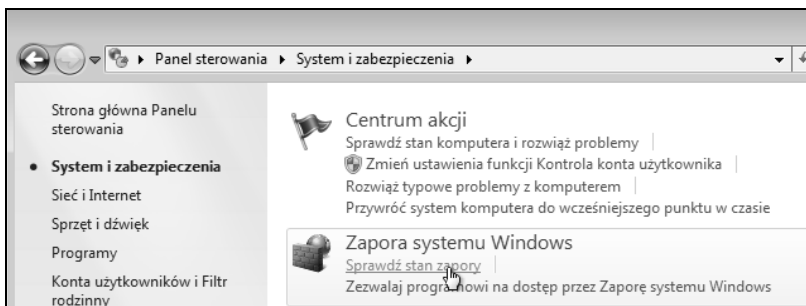 Panel sterowania System i zabezpieczenia
Strona główna Panelu
sterowania
System i zabezpieczenia
Sieć i Internet
Sprzęt i dźwięk
Programy
Konta użytkowników i Filtr
rodzinny
Centrum akcji
Sprawdź stan komputera i rozwiąż problemy
Zmień ustawienia funkcji Kontrola konta użytkownika
Rozwiąż typowe problemy z komputerem
Przywróć system komputera do wcześniejszego punktu w czasie
Zapora systemu Windows
Sprawdź stan zapory
Zezwalaj programowi na dostęp przez Zaporę systemu Windows